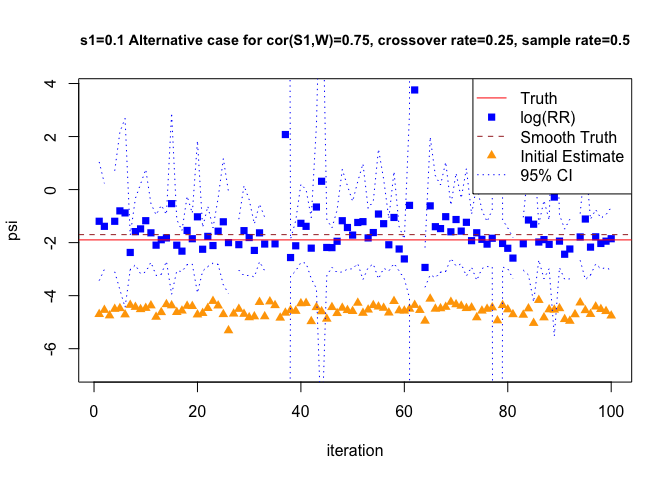 s1=0.1 Alternative case for cor(S1,W)=0.75, crossover rate=0.25, sample rate=0.5
psi
4
2
0
-2
-4
-6
Truth
log(RR)
Smooth Truth
Initial Estimate
95% CI
0
20
40
60
80
100
iteration